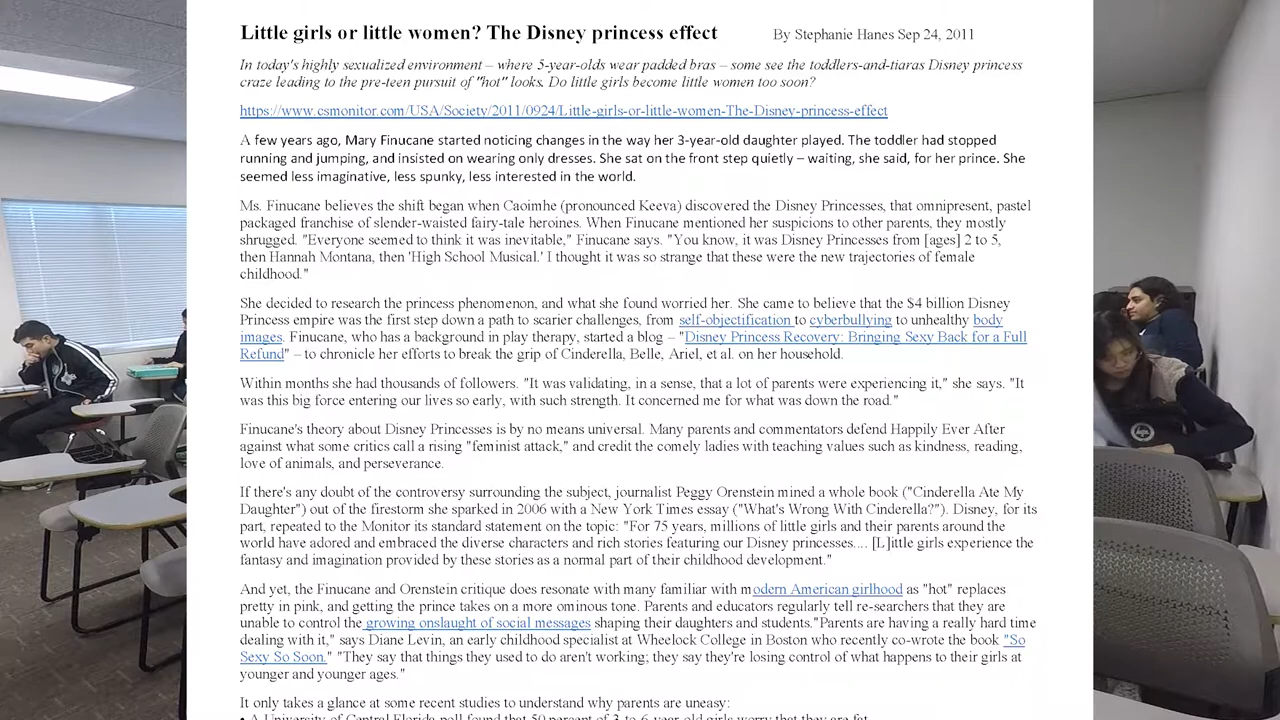 Little girls or little women? The Disney princess effect By Stephanie Hanes Sep 24, 2011
In today's highly sexualized environment – where 5-year-olds wear padded bras – some see the toddlers-and-tiaras Disney princess
craze leading to the pre-teen pursuit of "hot" looks. Do little girls become little women too soon?
https://www.csmonitor.com/USA/Society/2011/0924/Little-girls-or-little-women-The-Disney-princess-effect
A few years ago, Mary Finucane started noticing changes in the way her 3-year-old daughter played. The toddler had stopped
running and jumping, and insisted on wearing only dresses. She sat on the front step quietly – waiting, she said, for her prince. She
seemed less imaginative, less spunky, less interested in the world.
Ms. Finucane believes the shift began when Caoimhe (pronounced Keeva) discovered the Disney Princesses, that omnipresent, pastel
packaged franchise of slender-waisted fairy-tale heroines. When Finucane mentioned her suspicions to other parents, they mostly
shrugged. "Everyone seemed to think it was inevitable," Finucane says. "You know, it was Disney Princesses from [ages] 2 to 5,
then Hannah Montana, then 'High School Musical.' I thought it was so strange that these were the new trajectories of female
childhood."
She decided to research the princess phenomenon, and what she found worried her. She came to believe that the $4 billion Disney
Princess empire was the first step down a path to scarier challenges, from self-objectification to cyberbullying to unhealthy body
images. Finucane, who has a background in play therapy, started a blog – "Disney Princess Recovery: Bringing Sexy Back for a Full
Refund" – to chronicle her efforts to break the grip of Cinderella, Belle, Ariel, et al. on her household.
Within months she had thousands of followers. "It was validating, in a sense, that a lot of parents were experiencing it," she says. "It
was this big force entering our lives so early, with such strength. It concerned me for what was down the road."
Finucane's theory about Disney Princesses is by no means universal. Many parents and commentators defend Happily Ever After
against what some critics call a rising "feminist attack," and credit the comely ladies with teaching values such as kindness, reading,
love of animals, and perseverance.
If there's any doubt of the controversy surrounding the subject, journalist Peggy Orenstein mined a whole book ("Cinderella Ate My
Daughter") out of the firestorm she sparked in 2006 with a New York Times essay ("What's Wrong With Cinderella?"). Disney, for its
part, repeated to the Monitor its standard statement on the topic: "For 75 years, millions of little girls and their parents around the
world have adored and embraced the diverse characters and rich stories featuring our Disney princesses.... [L]ittle girls experience the
fantasy and imagination provided by these stories as a normal part of their childhood development."
And yet, the Finucane and Orenstein critique does resonate with many familiar with modern American girlhood as "hot" replaces
pretty in pink, and getting the prince takes on a more ominous tone. Parents and educators regularly tell re-searchers that they are
unable to control the growing onslaught of social messages shaping their daughters and students."Parents are having a really hard time
dealing with it," says Diane Levin, an early childhood specialist at Wheelock College in Boston who recently co-wrote the book "So
Sexy So Soon." "They say that things they used to do aren't working; they say they're losing control of what happens to their girls at
younger and younger ages."
It only takes a glance at some recent studies to understand why parents are uneasy:
• A University of Central Florida poll found that 50 percent of 3-to-6-year-old girls worry that they are fat.